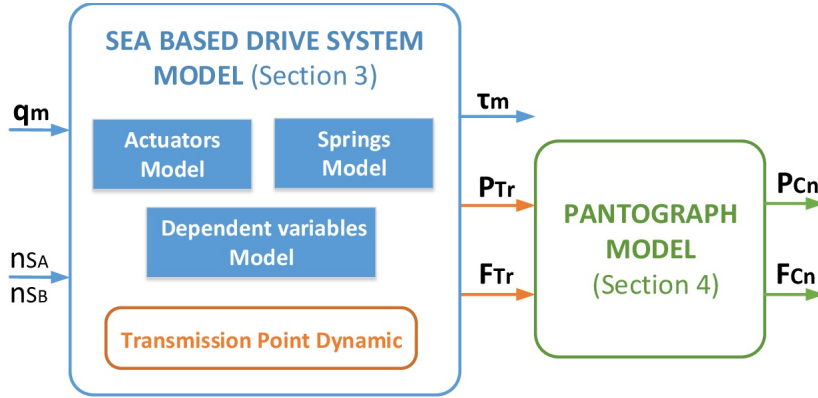 SEA BASED DRIVE SYSTEM
MODEL (Section 3)
qm
Actuators
Model
Springs
Model
Dependent variables
Model
nSA
nSB
Transmission Point Dynamic
τm
PTr
FTr
PANTOGRAPH
MODEL
(Section 4)
PCn
FCn